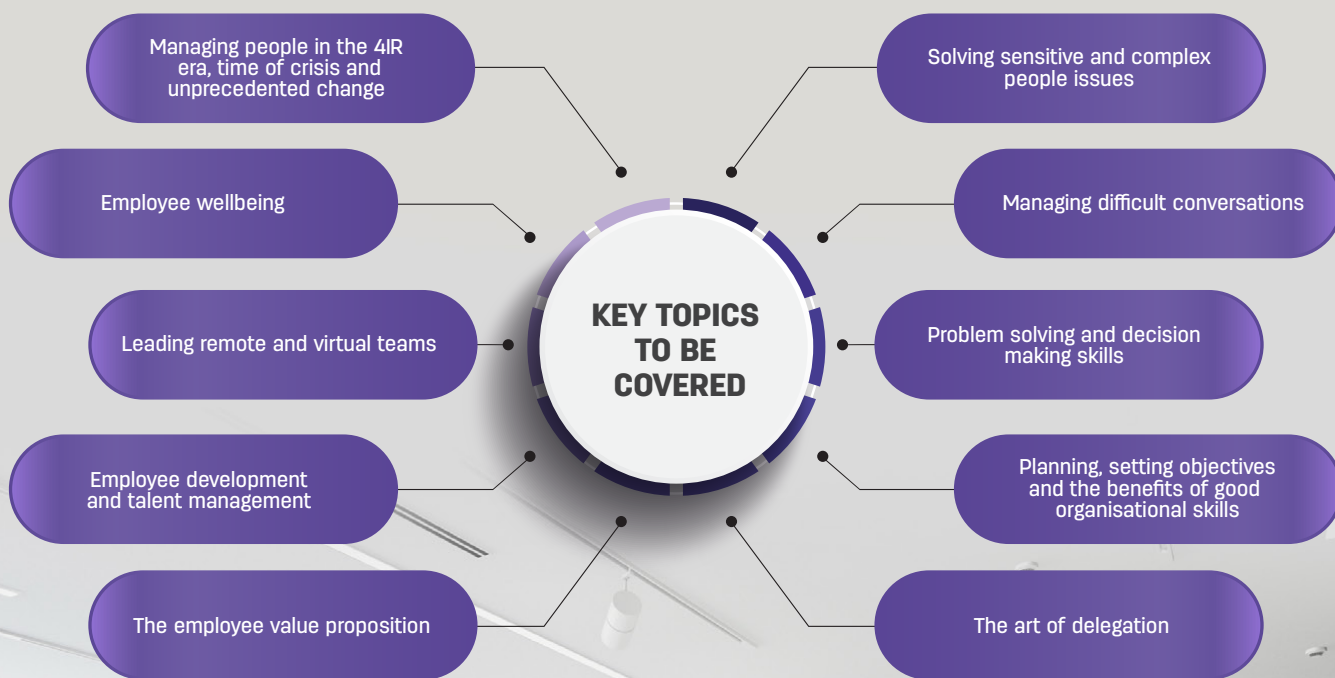 Managing people in the 4IR
era, time of crisis and
unprecedented change
Employee wellbeing
Leading remote and virtual teams
Employee development
and talent management
The employee value proposition
KEY TOPICS
TO BE
COVERED
Solving sensitive and complex
people issues
Managing difficult conversations
Problem solving and decision
making skills
Planning, setting objectives
and the benefits of good
organisational skills
The art of delegation